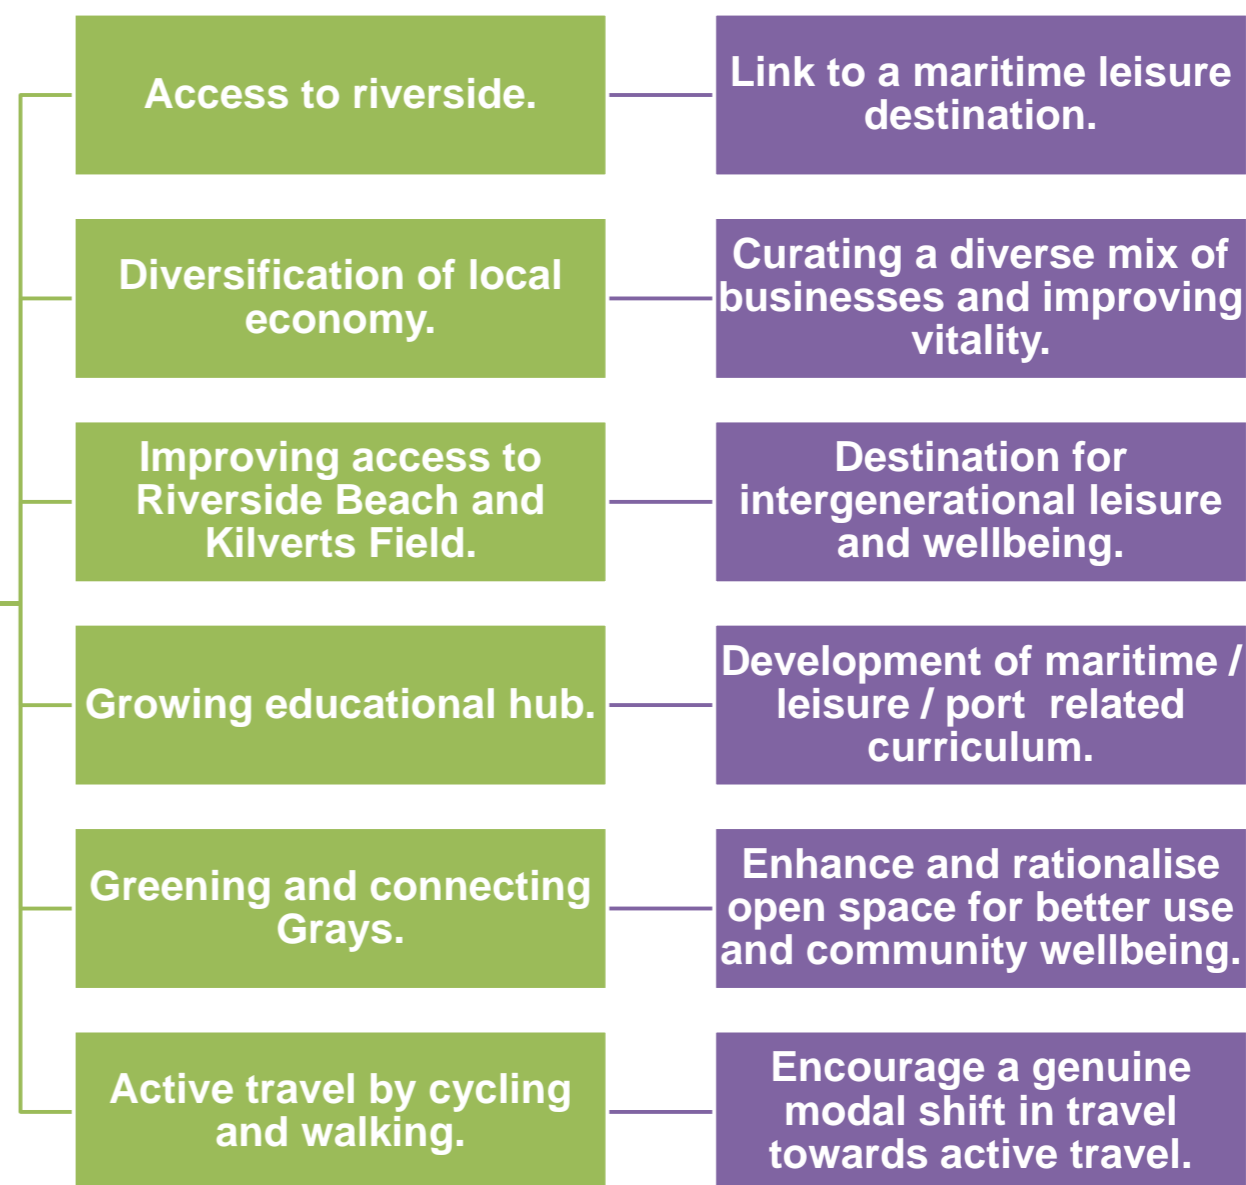 Access to riverside.
Link to a maritime leisure
destination.
Diversification of local
economy.
Curating a diverse mix of
businesses and improving
vitality.
Improving access to
Riverside Beach and
Kilverts Field.
Destination for
intergenerational leisure
and wellbeing.
Growing educational hub.
Development of maritime /
leisure / port  related
curriculum.
Greening and connecting
Grays.
Enhance and rationalise
open space for better use
and community wellbeing.
Active travel by cycling
and walking.
Encourage a genuine
modal shift in travel
towards active travel.